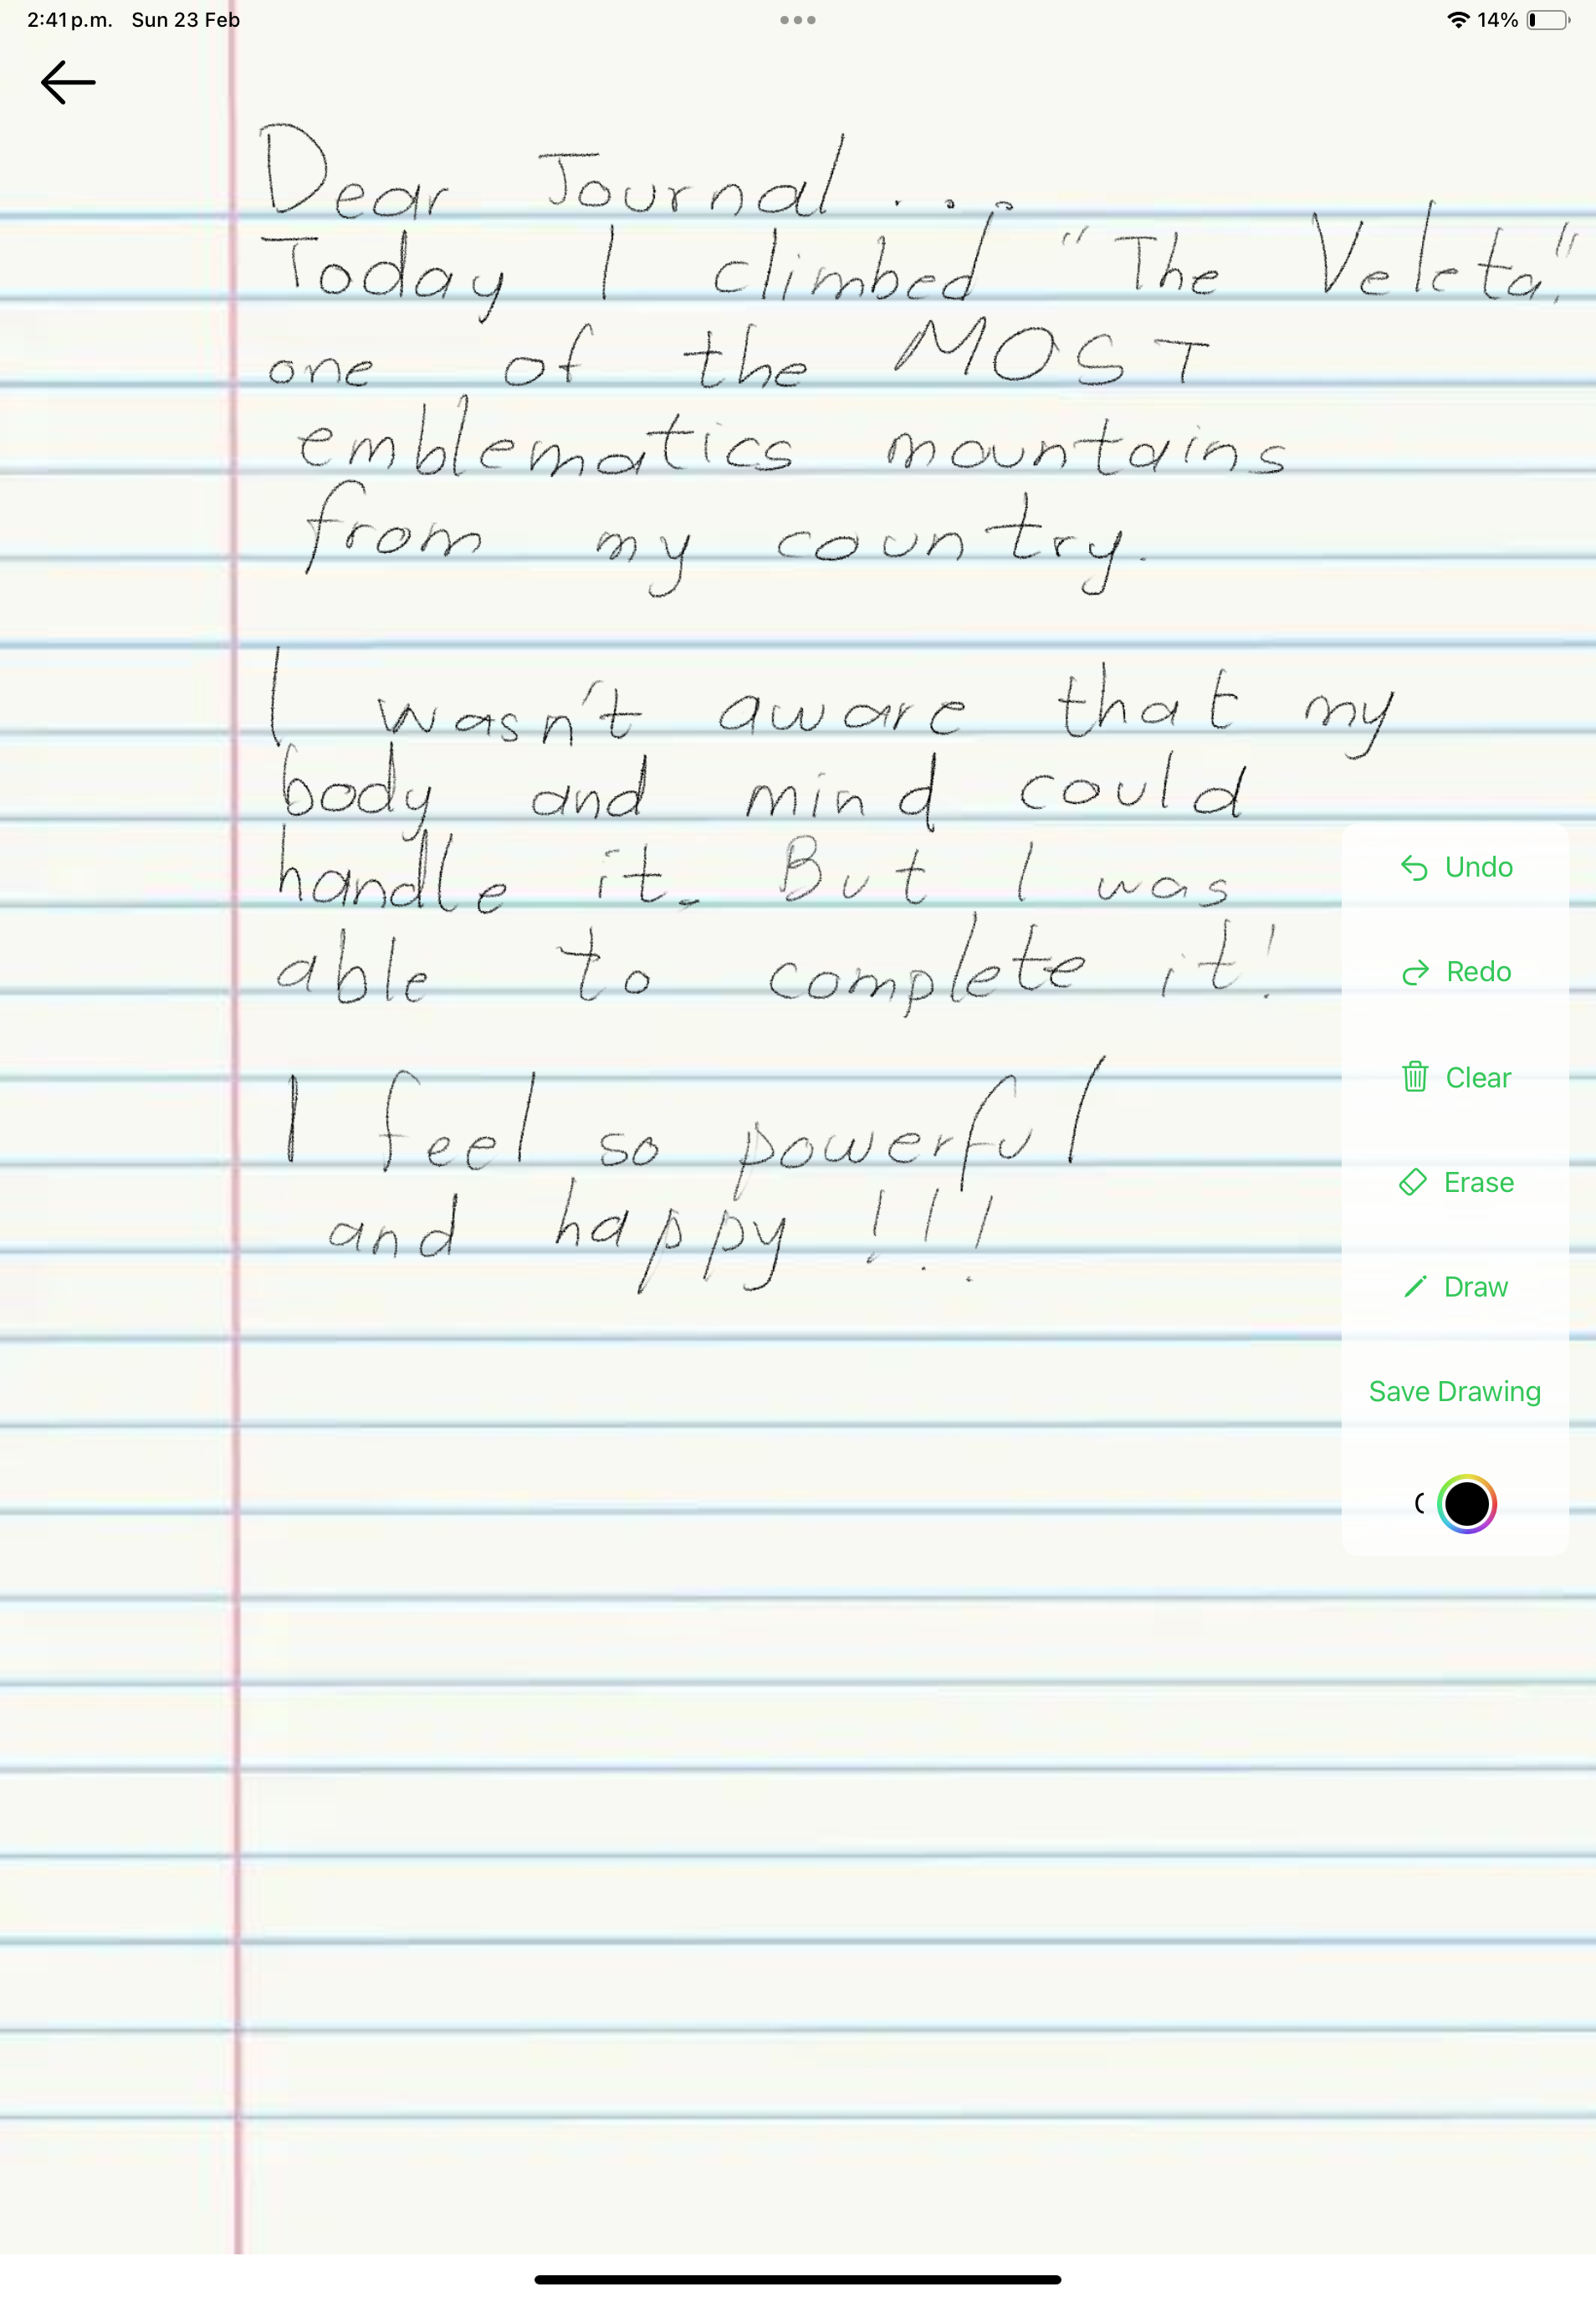 2:41 p.m. Sun 23 Feb
14%
Dear Journal...
Today I climbed "The Veleta,"
one of the MOST
emblematics mountains
from my country.
I wasn't aware that my
body and mind could
handle it. But I was
able to complete it!
I feel so powerful
and happy!!!
Undo
Redo
Clear
Erase
Draw
Save Drawing